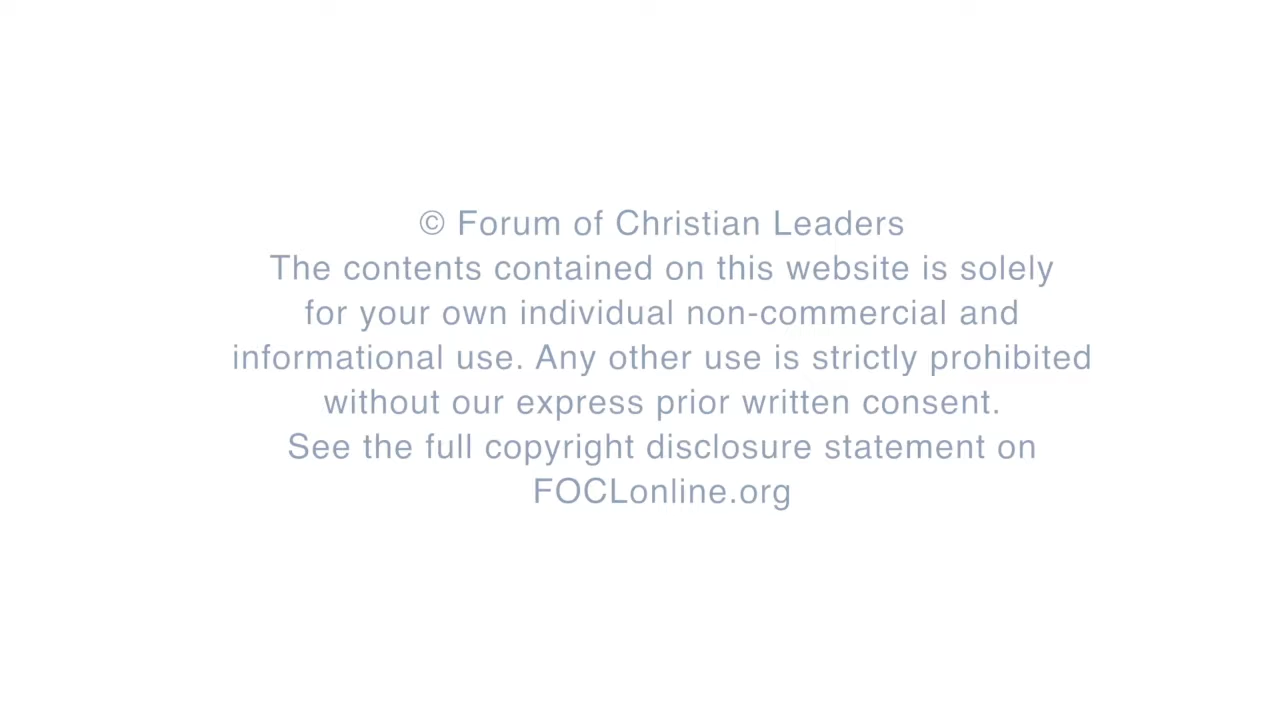 © Forum of Christian Leaders
The contents contained on this website is solely
for your own individual non-commercial and
informational use. Any other use is strictly prohibited
without our express prior written consent.
See the full copyright disclosure statement on
FOCLonline.org